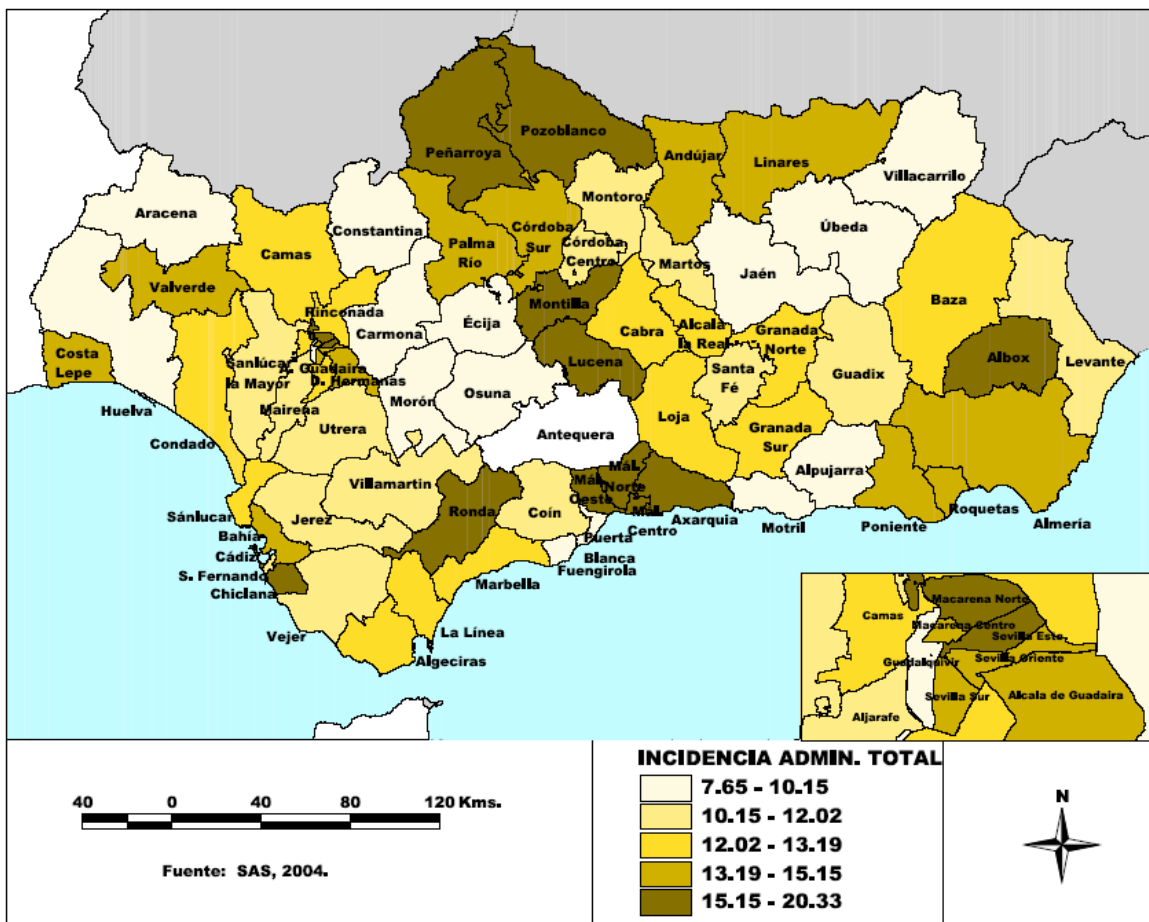 Pozoblanco
Peñarroya
Andújar
Linares
Villacarrilo
Montoro
Aracena
Constantina
Úbeda
Córdoba
Sur
Palma
Río
Córdoba
Centro
Camas
Martos
Jaén
Valverde
Montilla
Baza
Rinconada
Carmona
Écija
Cabra
Alcalá
la Real
Granada
Norte
Costa
Lepe
Sanlúcar
la Mayor
A. Guadaira
D. Hermanas
Lucena
Albox
Levante
Santa
Fé
Guadix
Huelva
Mairena
Morón
Osuna
Condado
Utrera
Loja
Granada
Sur
Antequera
Villamartin
Mál.
Norte
Mál.
Oeste
Alpujarra
Sánlucar
Jerez
Ronda
Coín
Mál.
Centro
Axarquia
Motril
Poniente
Roquetas
Almería
Bahía
Cádiz
S. Fernando
Chiclana
Puerta
Blanca
Fuengirola
Marbella
Vejer
La Línea
Algeciras
Macarena Norte
Camas
Macarena Centro
Sevilla Este
Guadalquivir
Sevilla Oriente
Sevilla Sur
Alcala de Guadaira
Aljarafe
40 0 40 80 120 Kms.
Fuente: SAS, 2004.
INCIDENCIA ADMIN. TOTAL
7.65 - 10.15
10.15 - 12.02
12.02 - 13.19
13.19 - 15.15
15.15 - 20.33
N